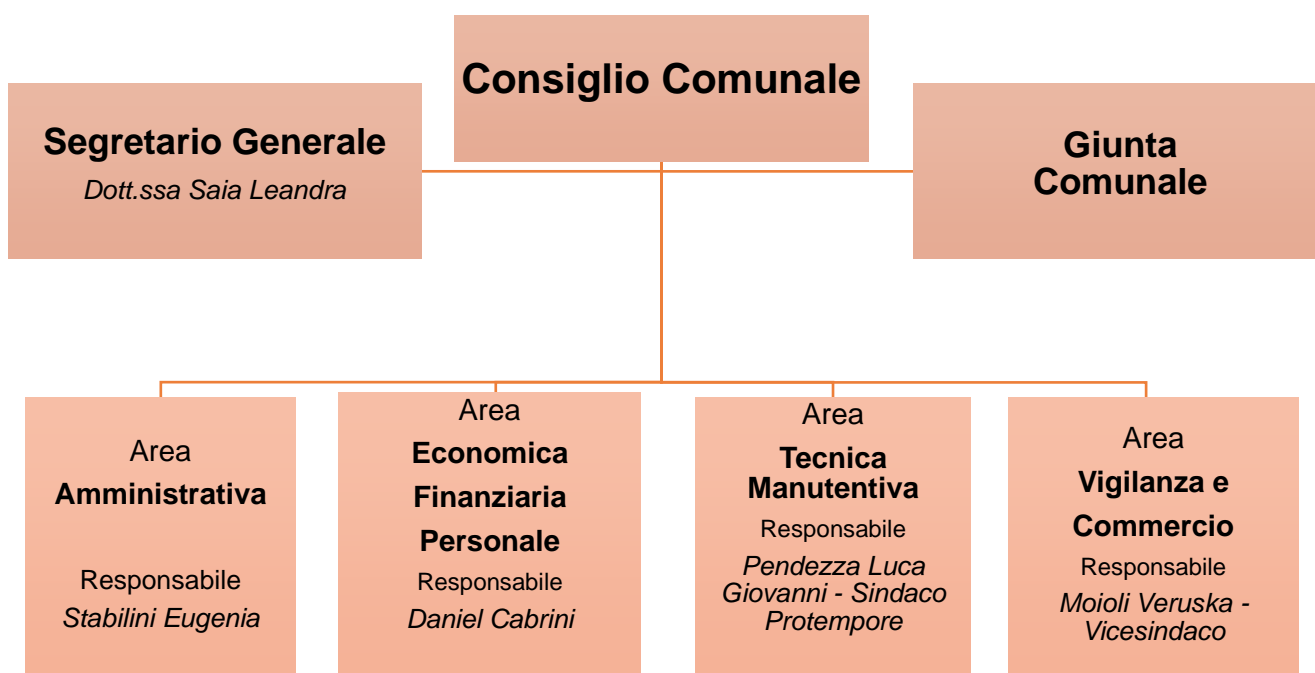 Consiglio Comunale
Segretario Generale
Dott.ssa Saia Leandra
Giunta
Comunale
Area
Amministrativa
Responsabile
Stabilini Eugenia
Area
Economica
Finanziaria
Personale
Responsabile
Daniel Cabrini
Area
Tecnica
Manutentiva
Responsabile
Pendezza Luca
Giovanni - Sindaco
Protempore
Area
Vigilanza e
Commercio
Responsabile
Moioli Veruska -
Vicesindaco